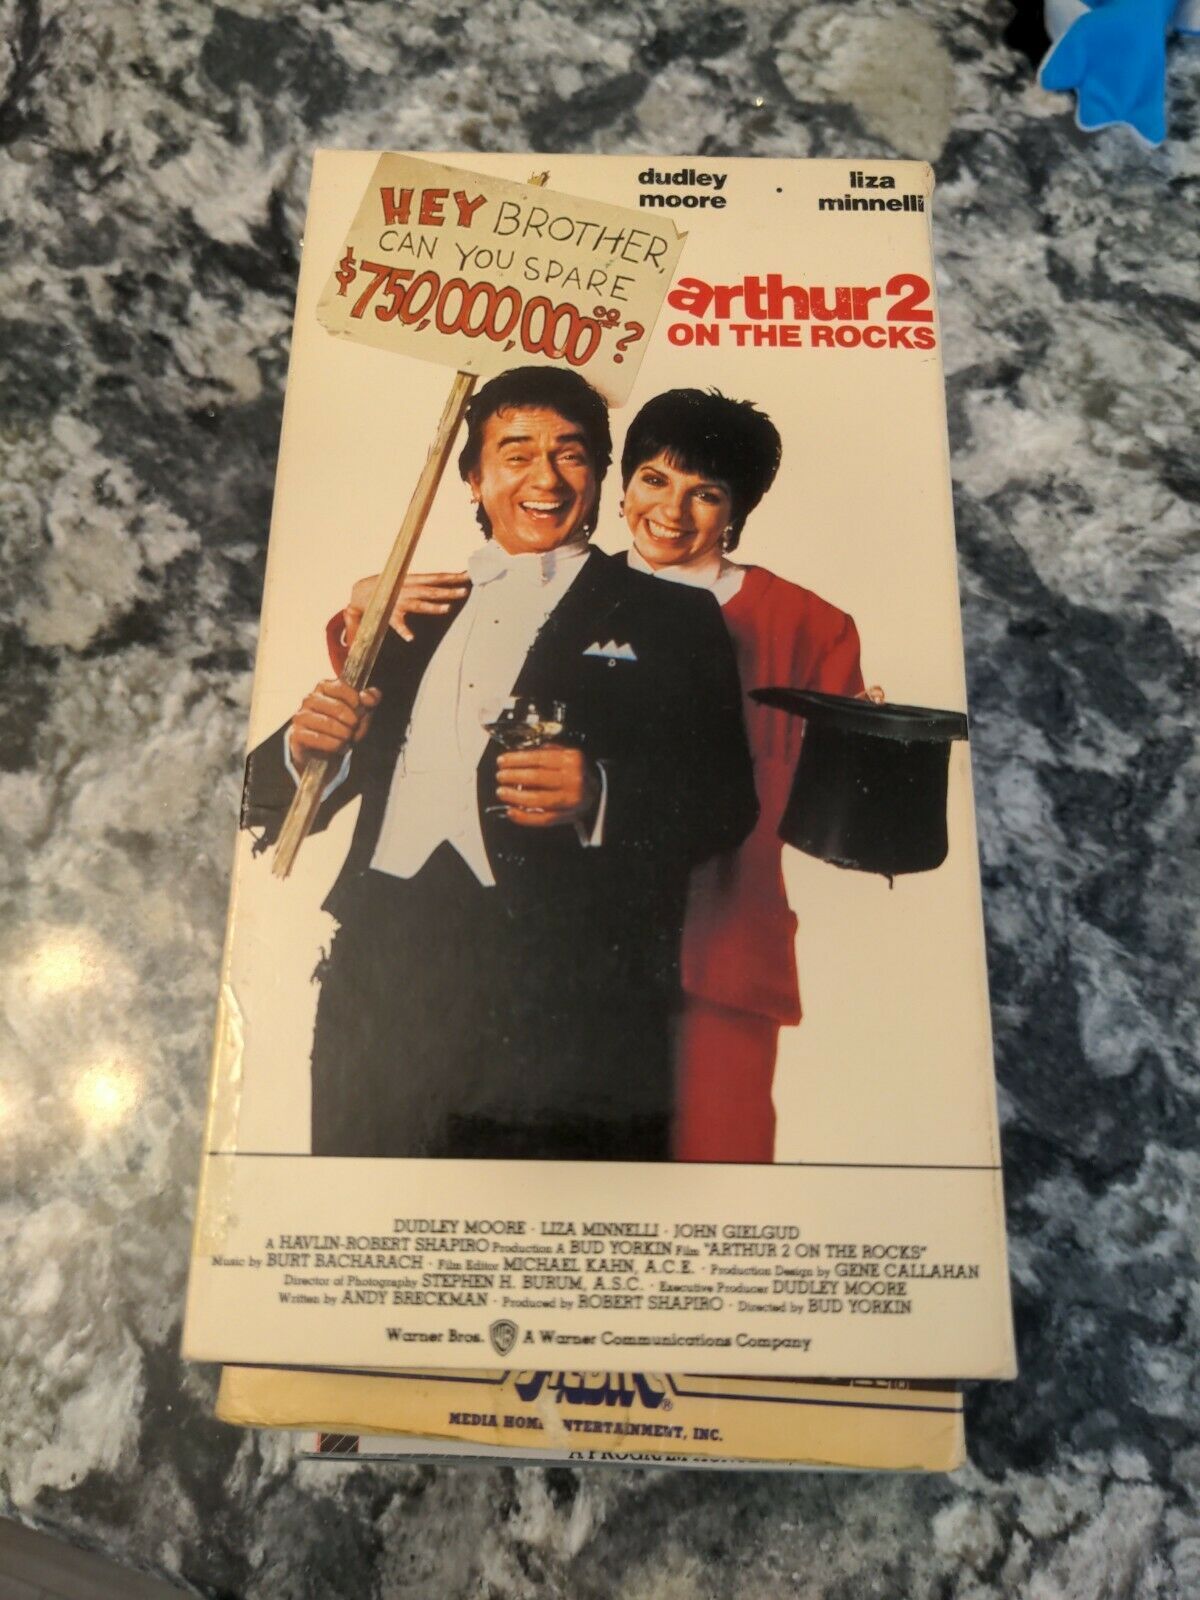 HEY BROTHER,
CAN YOU SPARE
$750,000,000.00?
dudley moore · liza minnelli
arthur 2
ON THE ROCKS
DUDLEY MOORE · LIZA MINNELLI · JOHN GIELGUD
A HAVLIN-ROBERT SHAPIRO Production A BUD YORKIN Film "ARTHUR 2 ON THE ROCKS"
Music by BURT BACHARACH · Film Editor MICHAEL KAHN, A.C.E. · Production Design by GENE CALLAHAN
Director of Photography STEPHEN H. BURUM, A.S.C. · Executive Producer DUDLEY MOORE
Written by ANDY BRECKMAN · Produced by ROBERT SHAPIRO · Directed by BUD YORKIN
Warner Bros. WB A Warner Communications Company
MEDIA HOME ENTERTAINMENT, INC.
A PROGRAM